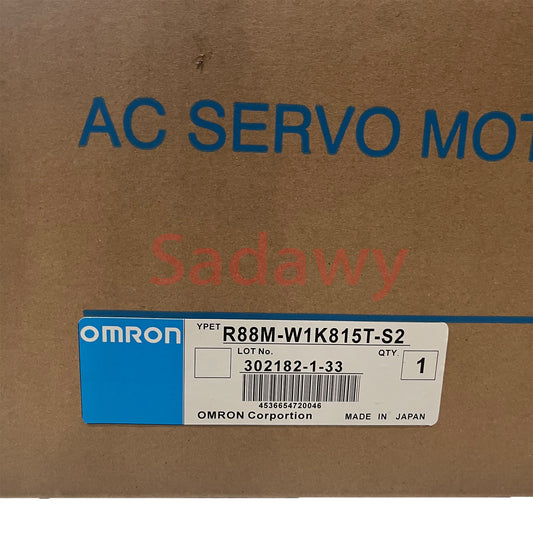 AC SERVO MOT
Sadawy
OMRON
YPET R88M-W1K815T-S2
LOT No. QTY.
302182-1-33 1
4536654720046
OMRON Corportion MADE IN JAPAN